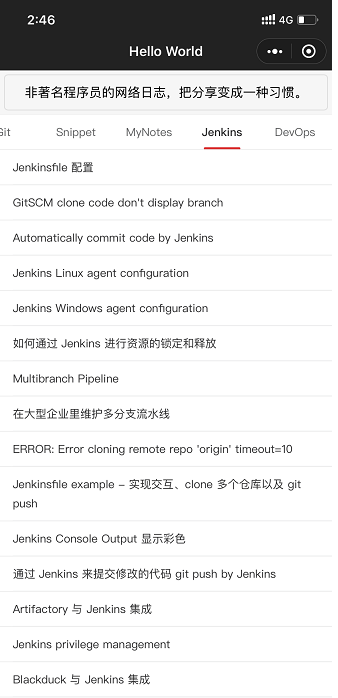 2:46
4G
Hello World
非著名程序员的网络日志，把分享变成一种习惯。
Git Snippet MyNotes Jenkins DevOps
Jenkinsfile 配置
GitSCM clone code don't display branch
Automatically commit code by Jenkins
Jenkins Linux agent configuration
Jenkins Windows agent configuration
如何通过 Jenkins 进行资源的锁定和释放
Multibranch Pipeline
在大型企业里维护多分支流水线
ERROR: Error cloning remote repo 'origin' timeout=10
Jenkinsfile example - 实现交互、clone 多个仓库以及 git
push
Jenkins Console Output 显示彩色
通过 Jenkins 来提交修改的代码 git push by Jenkins
Artifactory 与 Jenkins 集成
Jenkins privilege management
Blackduck 与 Jenkins 集成